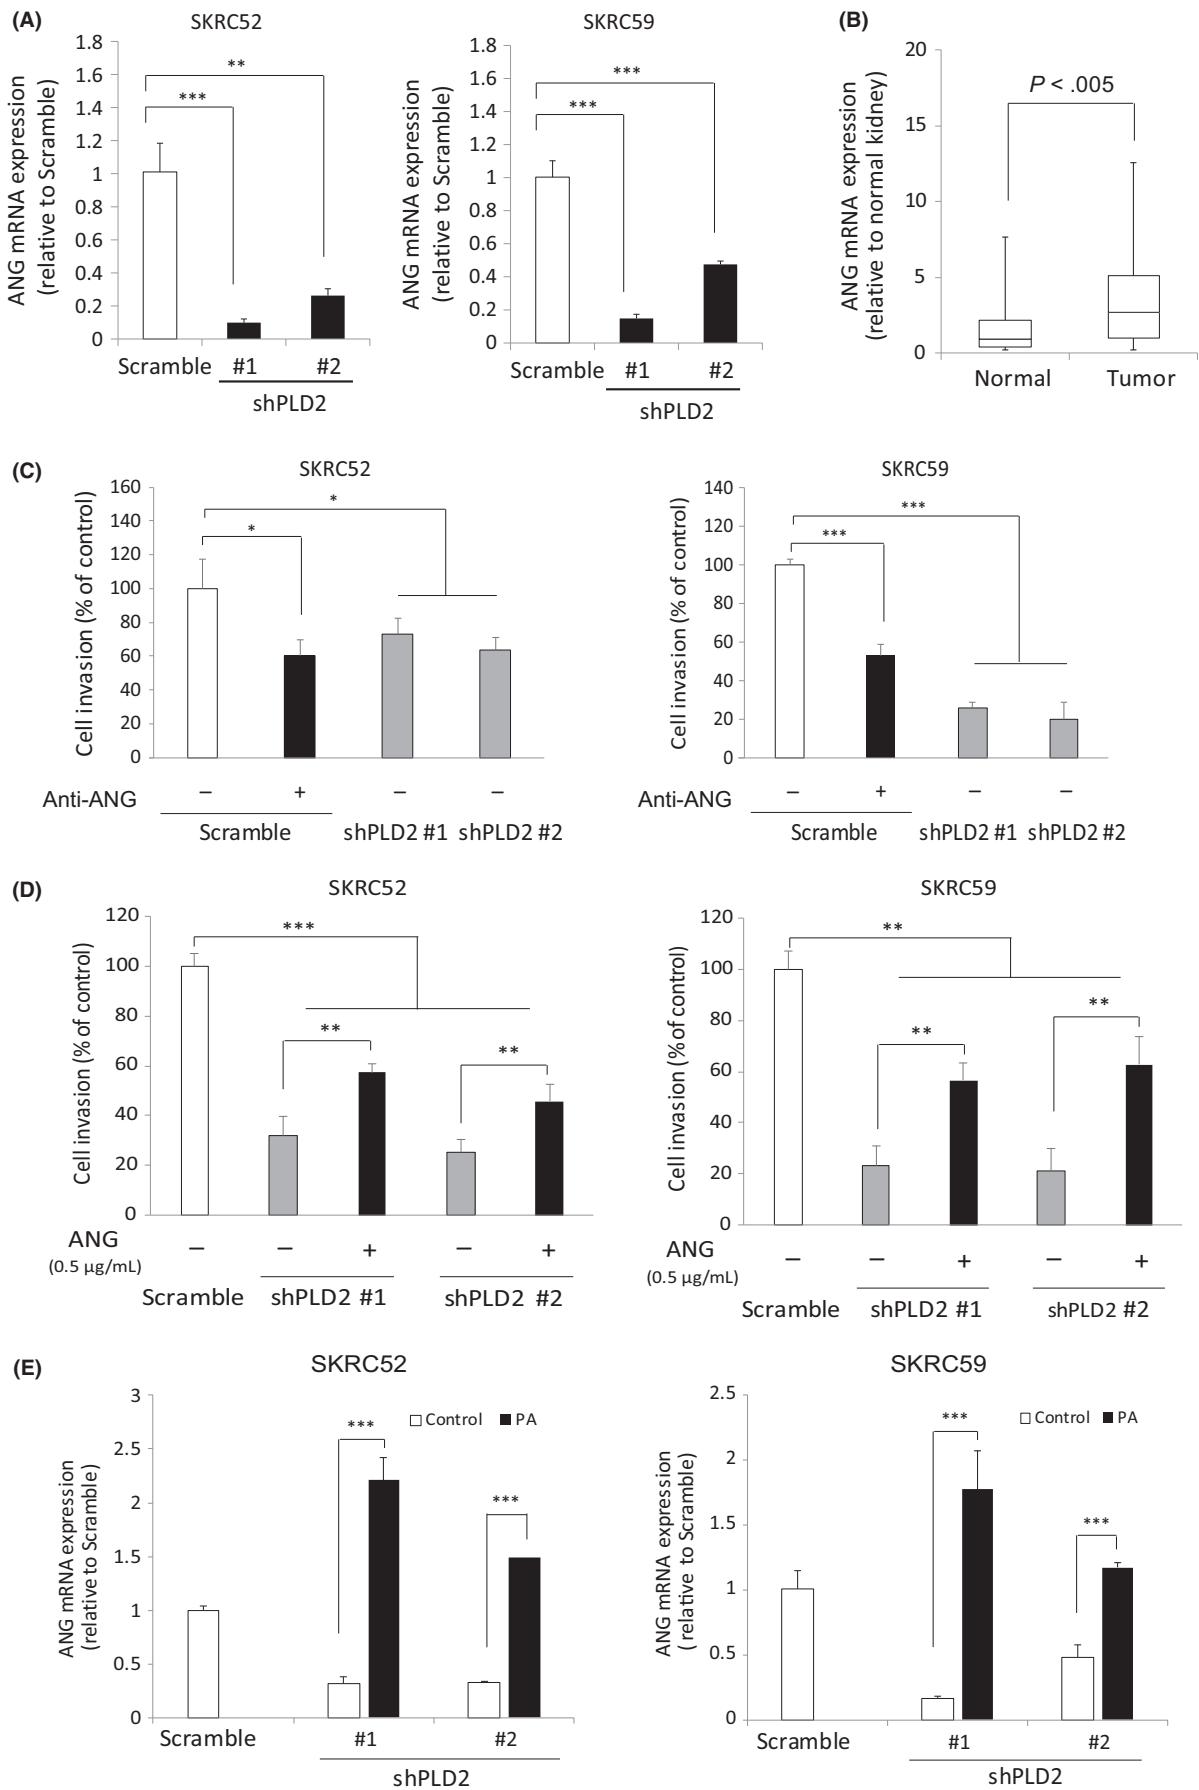 (A)
SKRC52
ANG mRNA expression
(relative to Scramble)
1.8
1.6
1.4
1.2
1
0.8
0.6
0.4
0.2
0
**
***
Scramble #1 #2
shPLD2
SKRC59
ANG mRNA expression
(relative to Scramble)
1.8
1.6
1.4
1.2
1
0.8
0.6
0.4
0.2
0
***
***
Scramble #1 #2
shPLD2
(B)
ANG mRNA expression
(relative to normal kidney)
20
15
10
5
0
P < .005
Normal Tumor
(C)
SKRC52
Cell invasion (% of control)
160
140
120
100
80
60
40
20
0
*
*
Anti-ANG − + − −
Scramble shPLD2 #1 shPLD2 #2
SKRC59
Cell invasion (% of control)
140
120
100
80
60
40
20
0
***
***
Anti-ANG − + − −
Scramble shPLD2 #1 shPLD2 #2
(D)
SKRC52
Cell invasion (% of control)
120
100
80
60
40
20
0
***
**
**
ANG − − + − +
(0.5 µg/mL)
Scramble shPLD2 #1 shPLD2 #2
SKRC59
Cell invasion (% of control)
120
100
80
60
40
20
0
**
**
**
ANG − − + − +
(0.5 µg/mL)
Scramble shPLD2 #1 shPLD2 #2
(E)
SKRC52
ANG mRNA expression
(relative to Scramble)
3
2.5
2
1.5
1
0.5
0
Control PA
***
***
Scramble #1 #2
shPLD2
SKRC59
ANG mRNA expression
( relative to Scramble)
2.5
2
1.5
1
0.5
0
Control PA
***
***
Scramble #1 #2
shPLD2